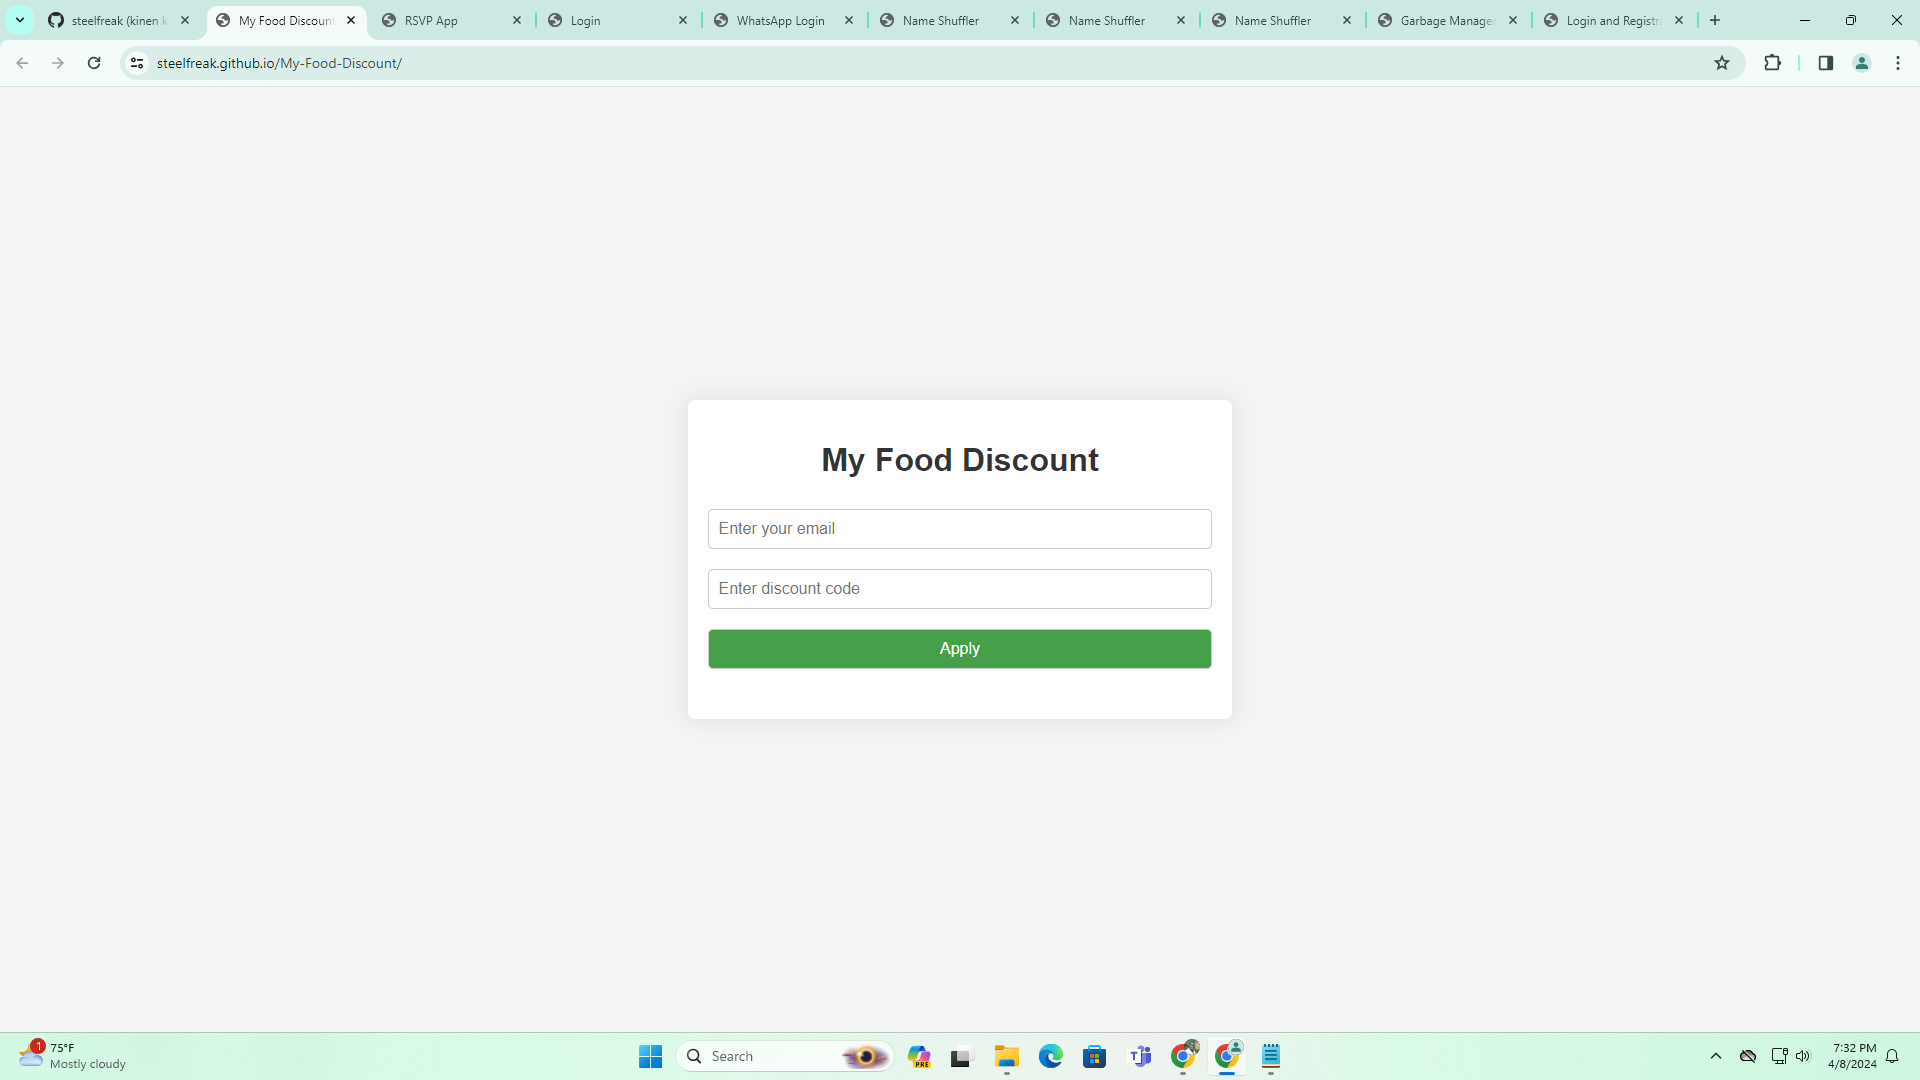 steelfreak (kinen k
My Food Discount
RSVP App
Login
WhatsApp Login
Name Shuffler
Name Shuffler
Name Shuffler
Garbage Manage
Login and Registr
steelfreak.github.io/My-Food-Discount/
My Food Discount
Enter your email
Enter discount code
Apply
1
75°F
Mostly cloudy
Search
PRE
T
7:32 PM
4/8/2024